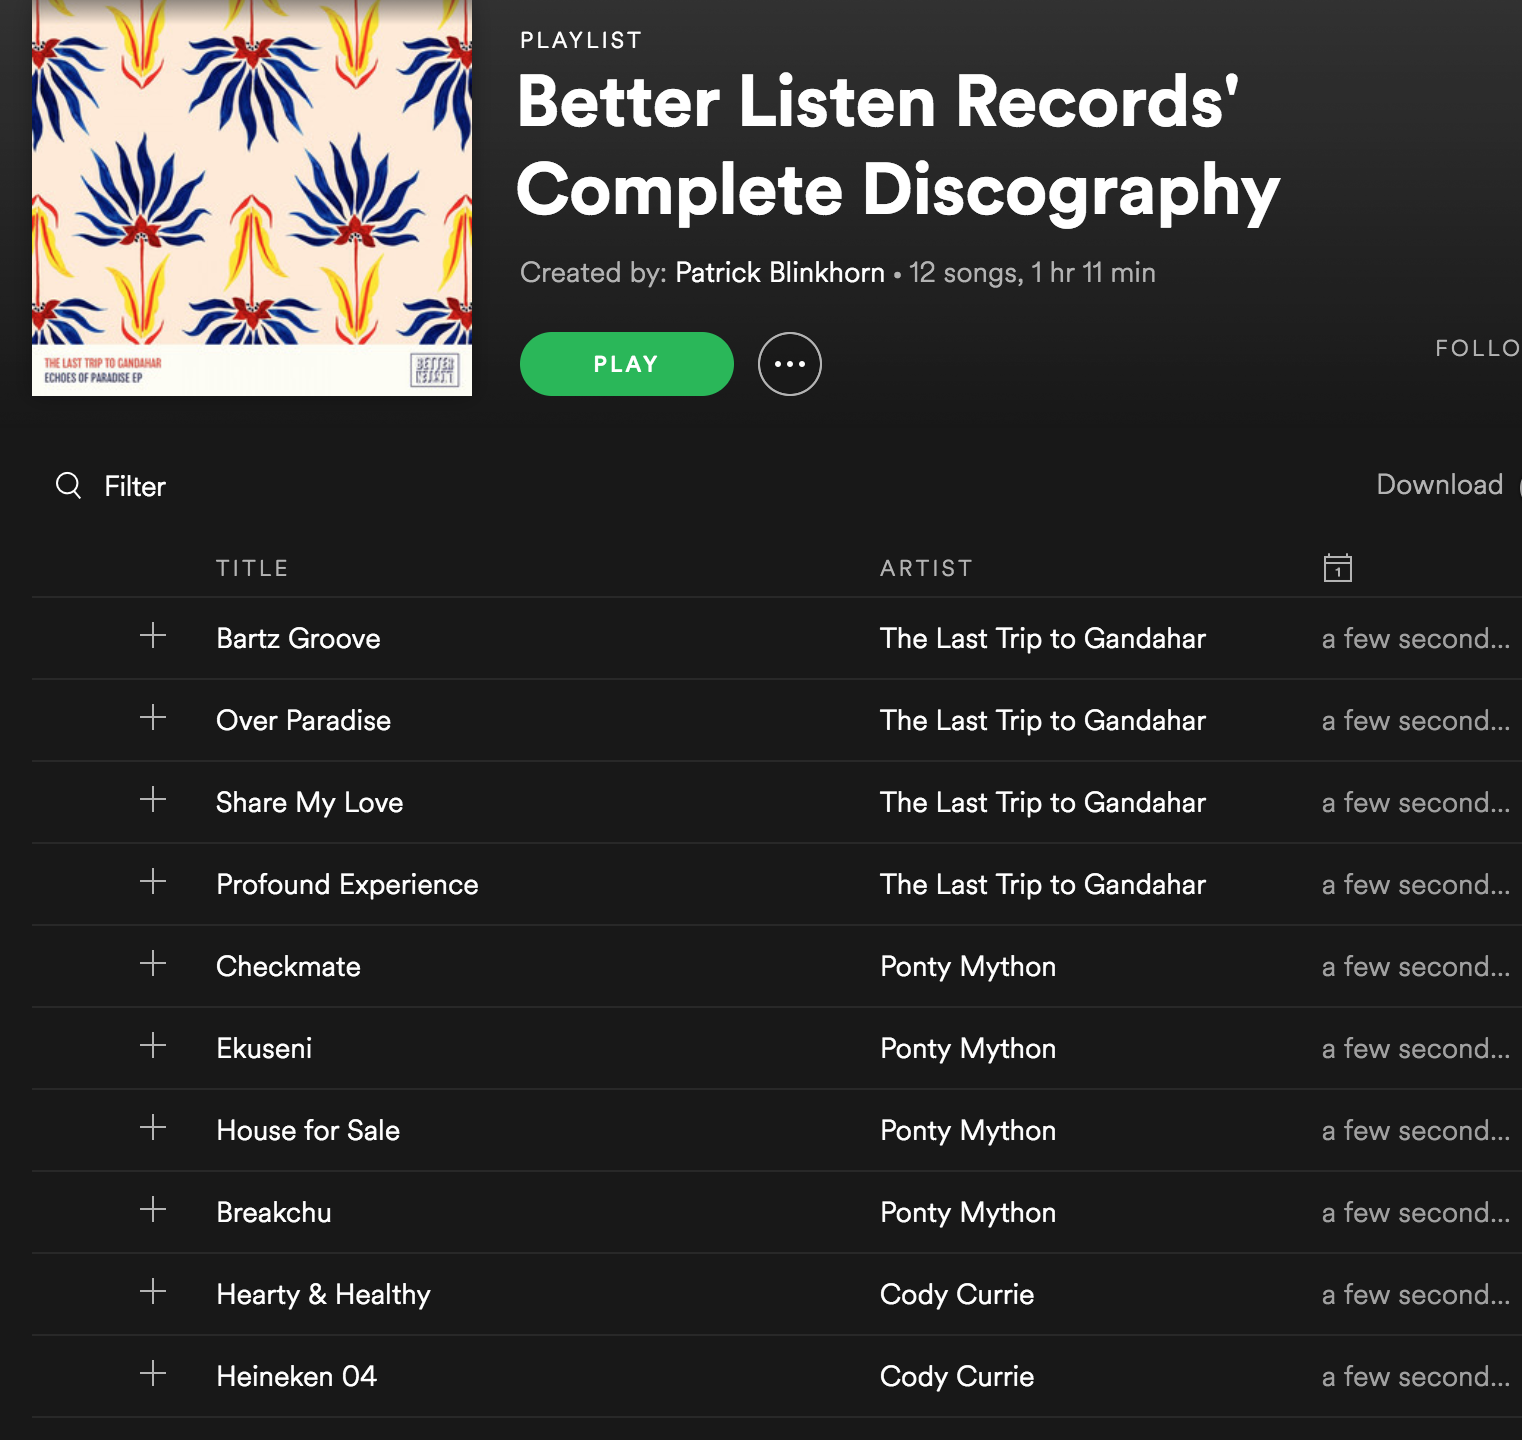 PLAYLIST
Better Listen Records'
Complete Discography
Created by: Patrick Blinkhorn • 12 songs, 1 hr 11 min
PLAY
FOLLO
THE LAST TRIP TO GANDAHAR
ECHOES OF PARADISE EP
BETTER
Filter
Download
TITLE ARTIST 1
Bartz Groove The Last Trip to Gandahar a few second...
Over Paradise The Last Trip to Gandahar a few second...
Share My Love The Last Trip to Gandahar a few second...
Profound Experience The Last Trip to Gandahar a few second...
Checkmate Ponty Mython a few second...
Ekuseni Ponty Mython a few second...
House for Sale Ponty Mython a few second...
Breakchu Ponty Mython a few second...
Hearty & Healthy Cody Currie a few second...
Heineken 04 Cody Currie a few second...